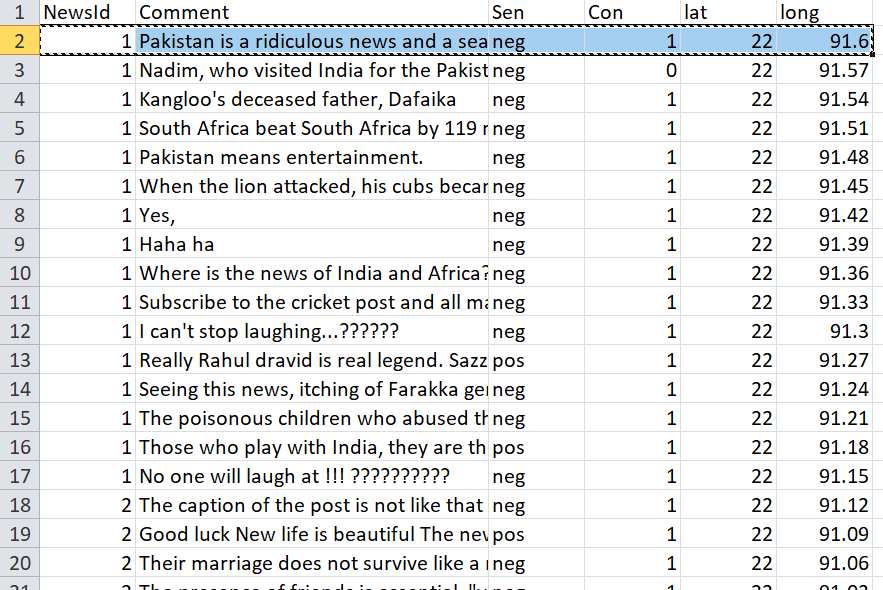 1 NewsId Comment Sen Con lat long
2 1 Pakistan is a ridiculous news and a sea neg 1 22 91.6
3 1 Nadim, who visited India for the Pakist neg 0 22 91.57
4 1 Kangloo's deceased father, Dafaika neg 1 22 91.54
5 1 South Africa beat South Africa by 119 r neg 1 22 91.51
6 1 Pakistan means entertainment. neg 1 22 91.48
7 1 When the lion attacked, his cubs becar neg 1 22 91.45
8 1 Yes, neg 1 22 91.42
9 1 Haha ha neg 1 22 91.39
10 1 Where is the news of India and Africa? neg 1 22 91.36
11 1 Subscribe to the cricket post and all ma neg 1 22 91.33
12 1 I can't stop laughing...?????? neg 1 22 91.3
13 1 Really Rahul dravid is real legend. Sazz pos 1 22 91.27
14 1 Seeing this news, itching of Farakka ger neg 1 22 91.24
15 1 The poisonous children who abused th neg 1 22 91.21
16 1 Those who play with India, they are th pos 1 22 91.18
17 1 No one will laugh at !!! ?????????? neg 1 22 91.15
18 2 The caption of the post is not like that neg 1 22 91.12
19 2 Good luck New life is beautiful The nev pos 1 22 91.09
20 2 Their marriage does not survive like a neg 1 22 91.06